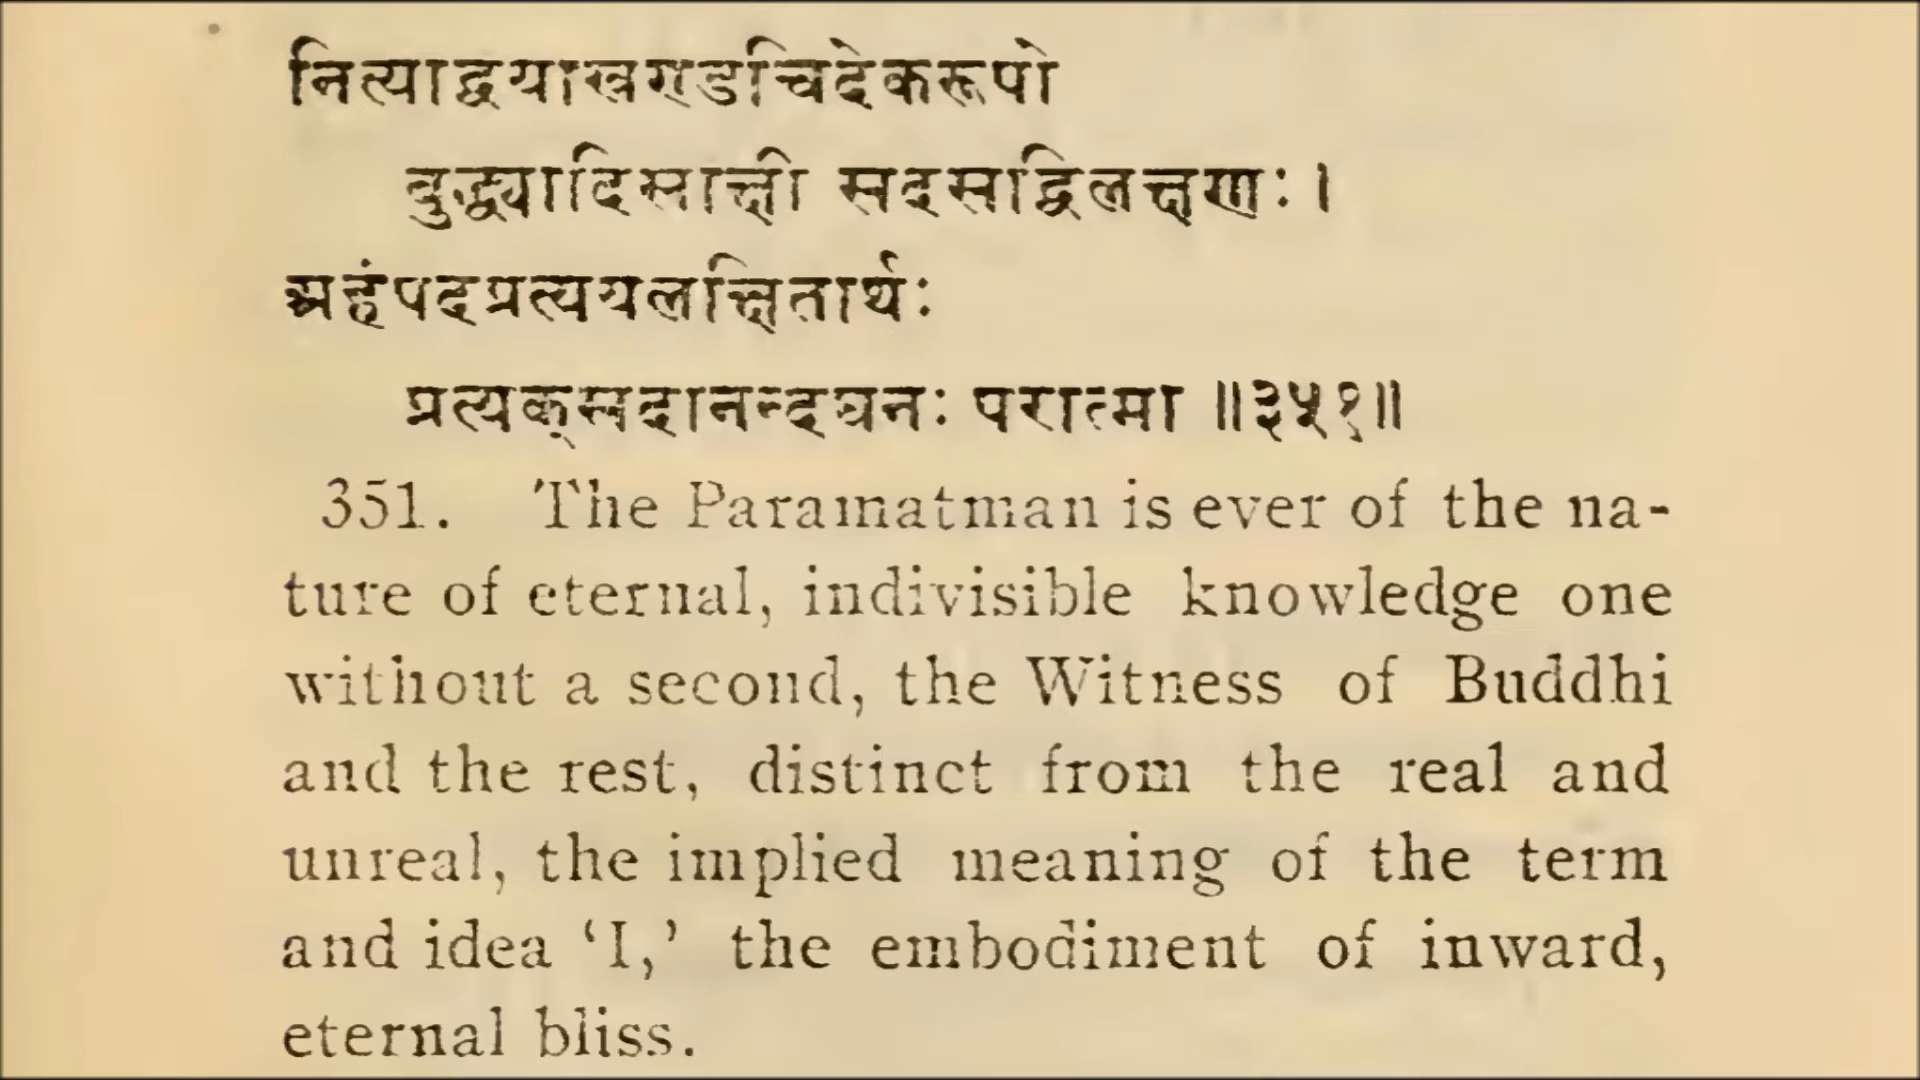 नित्याद्वयाखण्डचिदेकरूपो
बुद्ध्यादिसाक्षी सदसद्विलक्षणः ।
अहंपदप्रत्ययलक्षितार्थः
प्रत्यक्सदानन्दघनः परात्मा ॥३५१॥
351. The Paramatman is ever of the na-
ture of eternal, indivisible knowledge one
without a second, the Witness of Buddhi
and the rest, distinct from the real and
unreal, the implied meaning of the term
and idea ‘I,’ the embodiment of inward,
eternal bliss.